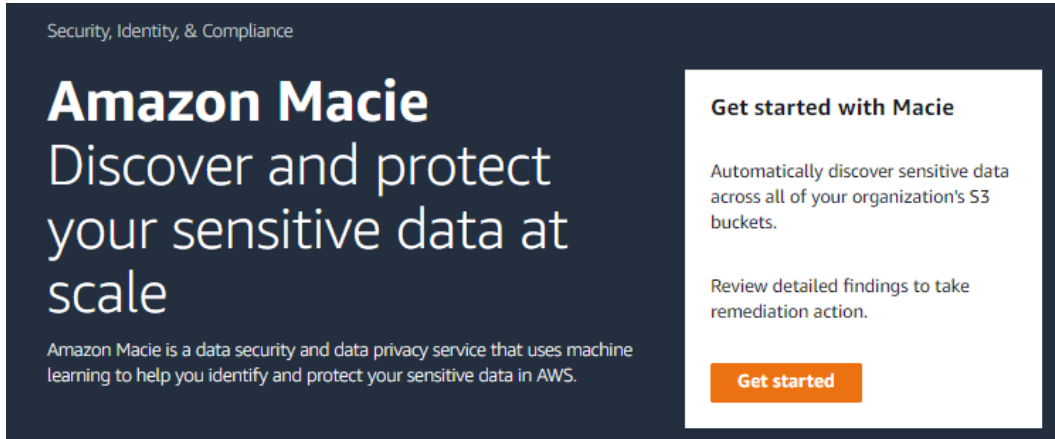 Security, Identity, & Compliance
Amazon Macie
Discover and protect
your sensitive data at
scale
Amazon Macie is a data security and data privacy service that uses machine
learning to help you identify and protect your sensitive data in AWS.
Get started with Macie
Automatically discover sensitive data
across all of your organization's S3
buckets.
Review detailed findings to take
remediation action.
Get started